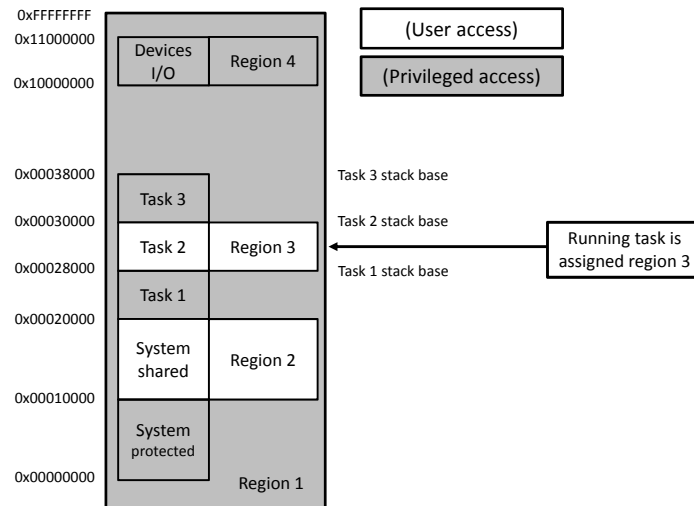 0xFFFFFFFF
0x11000000
Devices
I/O
Region 4
(User access)
(Privileged access)
0x10000000
0x00038000
Task 3 stack base
Task 3
0x00030000
Task 2 stack base
Task 2
Region 3
Running task is
assigned region 3
0x00028000
Task 1 stack base
Task 1
0x00020000
System
shared
Region 2
0x00010000
System
protected
0x00000000
Region 1